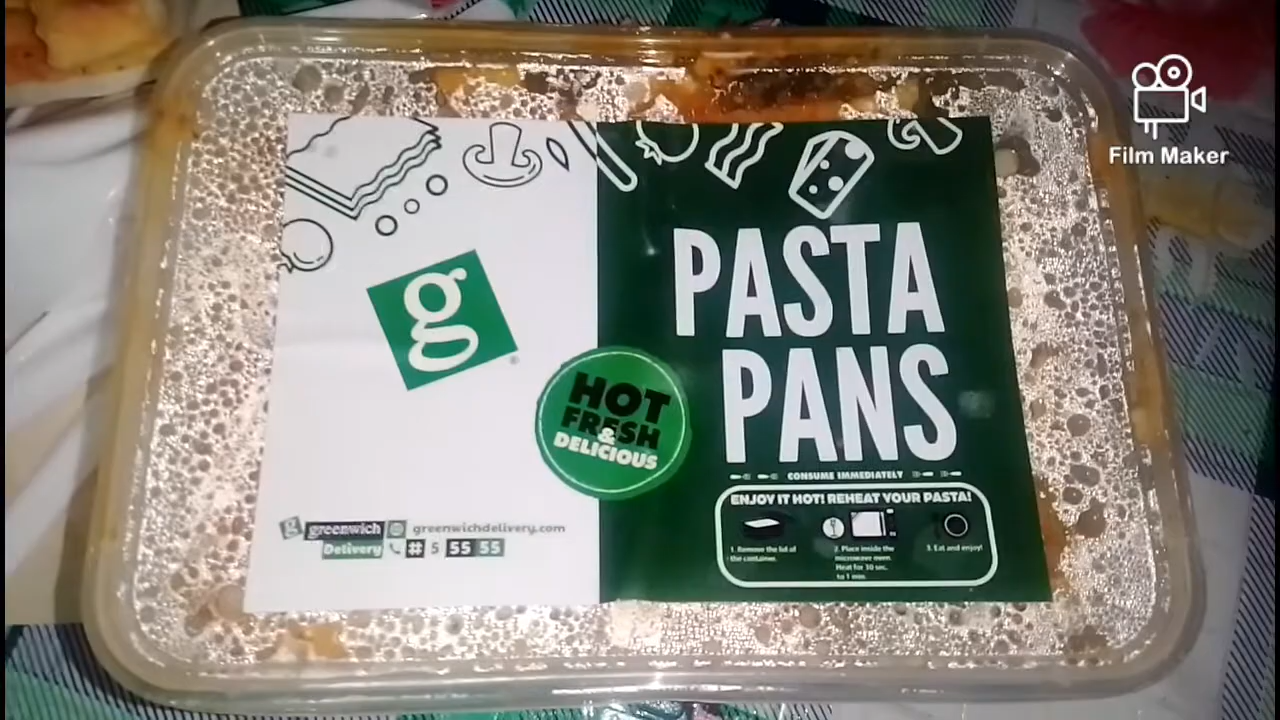 Film Maker
g
®
PASTA
PANS
HOT
FRESH
&
DELICIOUS
CONSUME IMMEDIATELY
ENJOY IT HOT! REHEAT YOUR PASTA!
1. Remove the lid of
the container.
2. Place inside the
microwave oven.
Heat for 30 sec.
to 1 min.
3. Eat and enjoy!
g greenwich greenwichdelivery.com
Delivery # 5 55 55